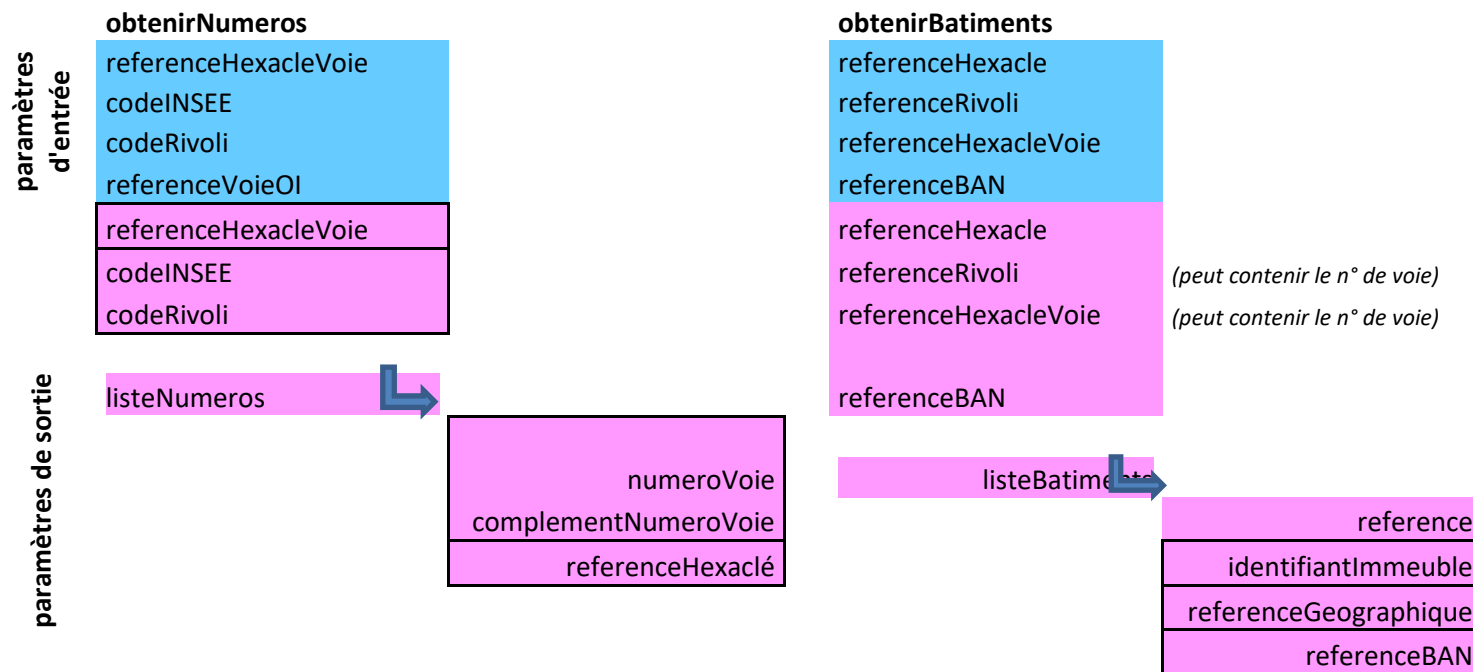 obtenirNumeros
paramètres
d'entrée
referenceHexacleVoie
codeINSEE
codeRivoli
referenceVoieOI
referenceHexacleVoie
codeINSEE
codeRivoli
paramètres de sortie
listeNumeros
numeroVoie
complementNumeroVoie
referenceHexaclé
obtenirBatiments
referenceHexacle
referenceRivoli
referenceHexacleVoie
referenceBAN
referenceHexacle
referenceRivoli (peut contenir le n° de voie)
referenceHexacleVoie (peut contenir le n° de voie)
referenceBAN
listeBatiments
reference
identifiantImmeuble
referenceGeographique
referenceBAN